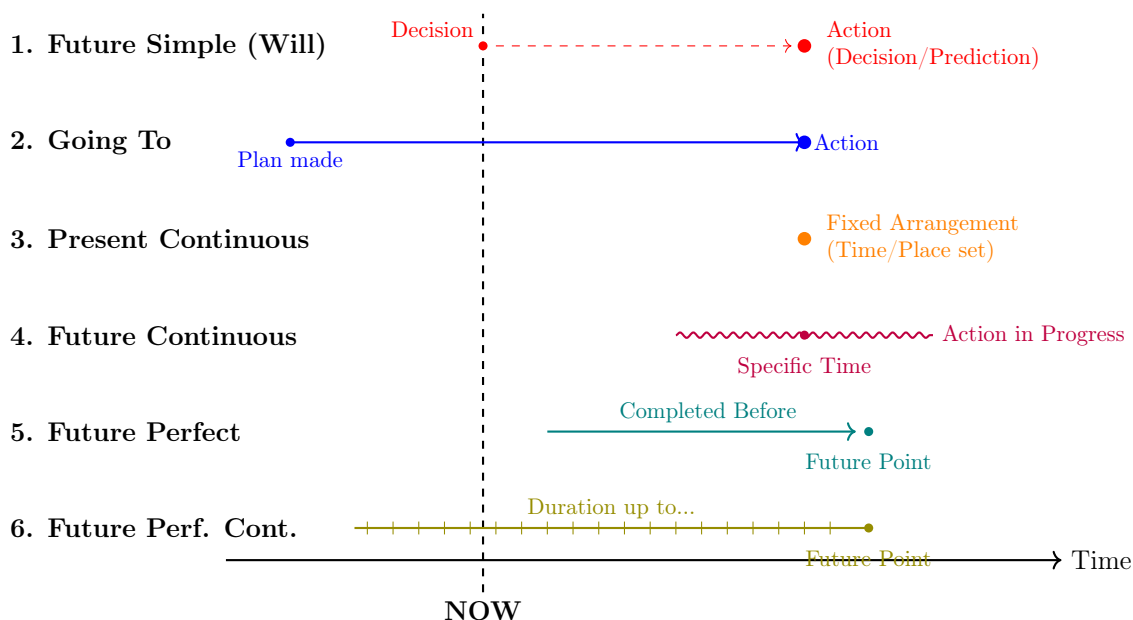 Decision
1. Future Simple (Will)
Action
(Decision/Prediction)
2. Going To
Action
Plan made
3. Present Continuous
Fixed Arrangement
(Time/Place set)
4. Future Continuous
Action in Progress
Specific Time
Completed Before
5. Future Perfect
Future Point
Duration up to...
6. Future Perf. Cont.
Future Point
Time
NOW